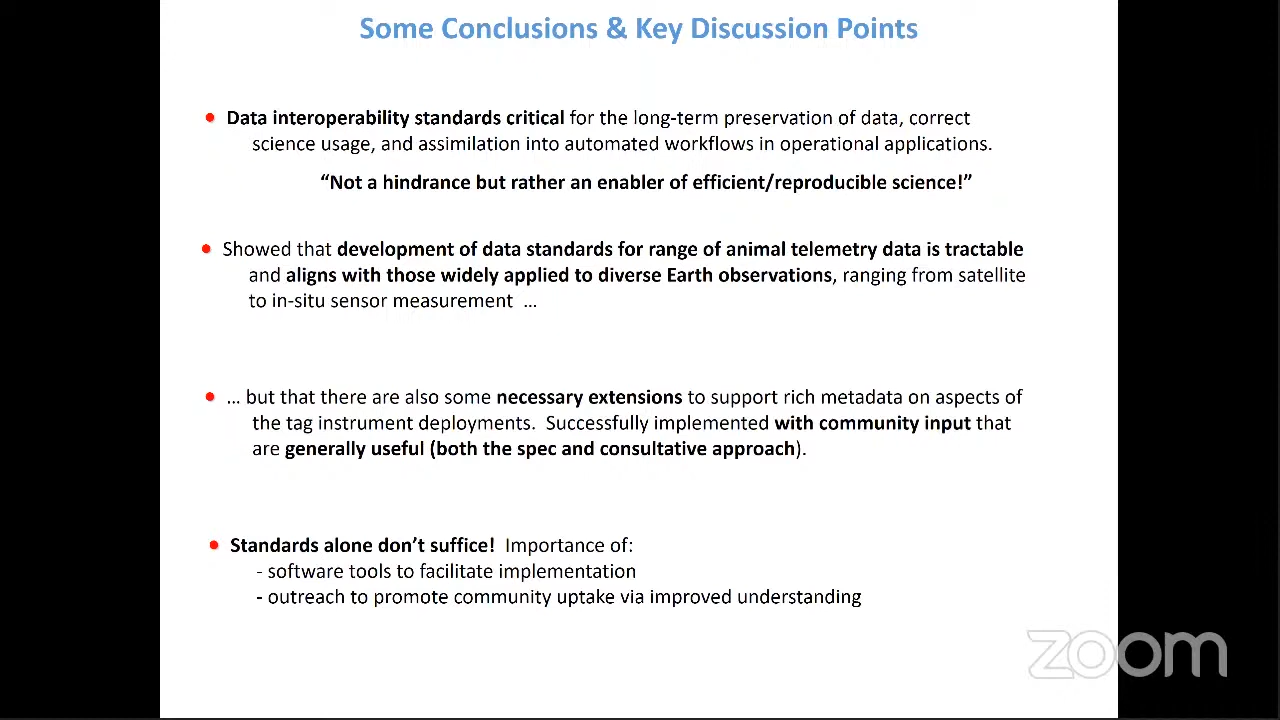 Some Conclusions & Key Discussion Points
• Data interoperability standards critical for the long-term preservation of data, correct
science usage, and assimilation into automated workflows in operational applications.
“Not a hindrance but rather an enabler of efficient/reproducible science!”
• Showed that development of data standards for range of animal telemetry data is tractable
and aligns with those widely applied to diverse Earth observations, ranging from satellite
to in-situ sensor measurement ...
• ... but that there are also some necessary extensions to support rich metadata on aspects of
the tag instrument deployments. Successfully implemented with community input that
are generally useful (both the spec and consultative approach).
• Standards alone don’t suffice! Importance of:
- software tools to facilitate implementation
- outreach to promote community uptake via improved understanding
zoom